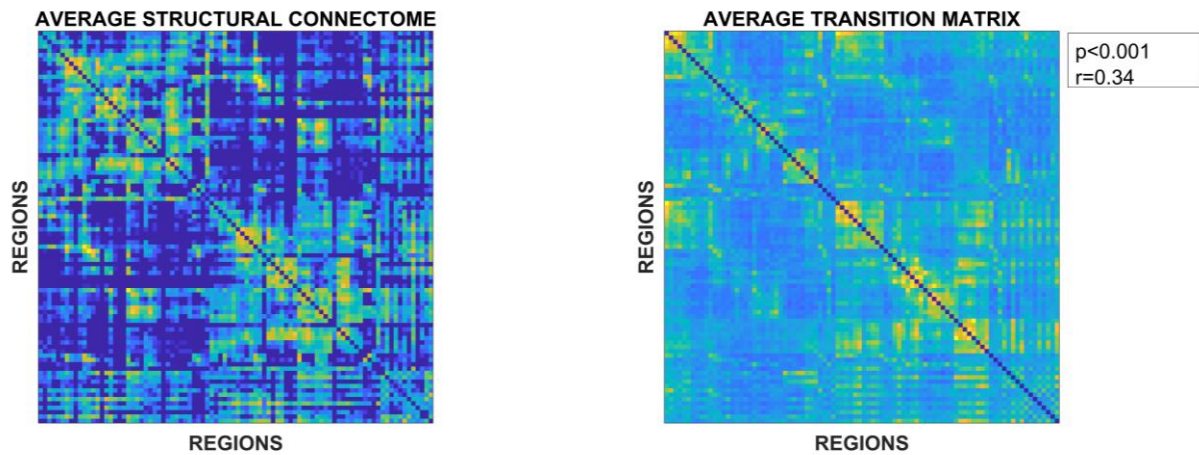 AVERAGE STRUCTURAL CONNECTOME
REGIONS
REGIONS
AVERAGE TRANSITION MATRIX
REGIONS
REGIONS
p<0.001
r=0.34